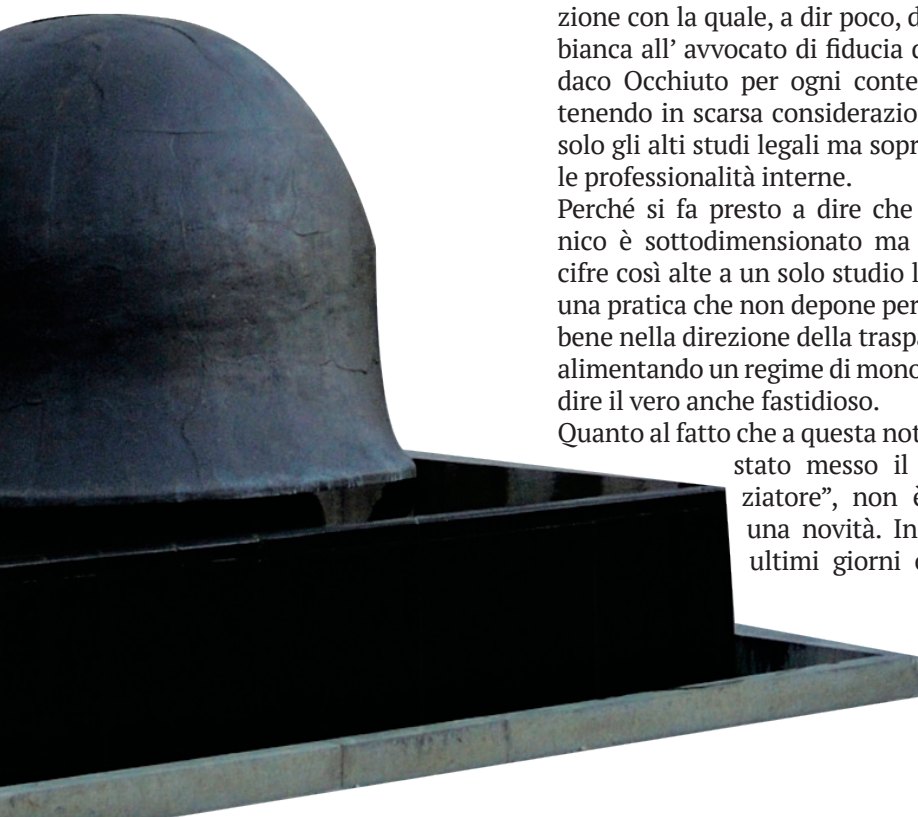 zione con la quale, a dir poco, d
bianca all’ avvocato di fiducia d
daco Occhiuto per ogni conte
tenendo in scarsa considerazio
solo gli alti studi legali ma sopr
le professionalità interne.
Perché si fa presto a dire che
nico è sottodimensionato ma
cifre così alte a un solo studio l
una pratica che non depone per
bene nella direzione della traspa
alimentando un regime di mono
dire il vero anche fastidioso.
Quanto al fatto che a questa not
stato messo il
ziatore”, non è
una novità. In
ultimi giorni